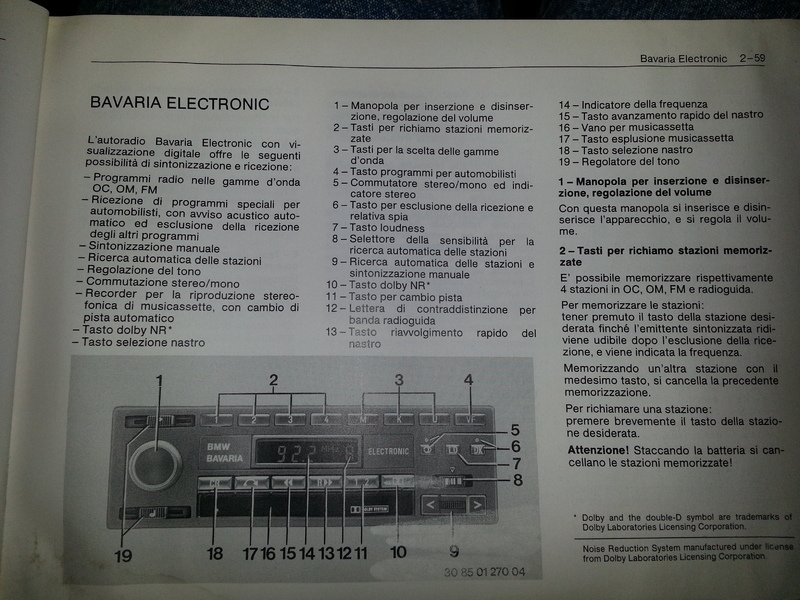 Bavaria Electronic 2–59
BAVARIA ELECTRONIC
L'autoradio Bavaria Electronic con vi-
sualizzazione digitale offre le seguenti
possibilità di sintonizzazione e ricezione:
– Programmi radio nelle gamme d'onda
OC, OM, FM
– Ricezione di programmi speciali per
automobilisti, con avviso acustico auto-
matico ed esclusione della ricezione
degli altri programmi
– Sintonizzazione manuale
– Ricerca automatica delle stazioni
– Regolazione del tono
– Commutazione stereo/mono
– Recorder per la riproduzione stereo-
fonica di musicassette, con cambio di
pista automatico
– Tasto dolby NR*
– Tasto selezione nastro
1 – Manopola per inserzione e disinser-
zione, regolazione del volume
2 – Tasti per richiamo stazioni memoriz-
zate
3 – Tasti per la scelta delle gamme
d'onda
4 – Tasto programmi per automobilisti
5 – Commutatore stereo/mono ed indi-
catore stereo
6 – Tasto per esclusione della ricezione e
relativa spia
7 – Tasto loudness
8 – Selettore della sensibilità per la
ricerca automatica delle stazioni
9 – Ricerca automatica delle stazioni e
sintonizzazione manuale
10 – Tasto dolby NR*
11 – Tasto per cambio pista
12 – Lettera di contraddistinzione per
banda radioguida
13 – Tasto riavvolgimento rapido del
nastro
14 – Indicatore della frequenza
15 – Tasto avanzamento rapido del nastro
16 – Vano per musicassetta
17 – Tasto esplusione musicassetta
18 – Tasto selezione nastro
19 – Regolatore del tono
1 – Manopola per inserzione e disinser-
zione, regolazione del volume
Con questa manopola si inserisce e disin-
serisce l'apparecchio, e si regola il volu-
me.
2 – Tasti per richiamo stazioni memoriz-
zate
E' possibile memorizzare rispettivamente
4 stazioni in OC, OM, FM e radioguida.
Per memorizzare le stazioni:
tener premuto il tasto della stazione desi-
derata finché l'emittente sintonizzata ridi-
viene udibile dopo l'esclusione della rice-
zione, e viene indicata la frequenza.
Memorizzando un'altra stazione con il
medesimo tasto, si cancella la precedente
memorizzazione.
Per richiamare una stazione:
premere brevemente il tasto della stazio-
ne desiderata.
Attenzione! Staccando la batteria si can-
cellano le stazioni memorizzate!
* Dolby and the double-D symbol are trademarks of
Dolby Laboratories Licensing Corporation.
Noise Reduction System manufactured under license
from Dolby Laboratories Licensing Corporation.
1 2 3 4
1 2 3 4 M K U
BMW
BAVARIA
92.2
ELECTRONIC
LD DX
5
6
7
8
< >
DOLBY SYSTEM
19 18 17 16 15 14 13 12 11 10 9
30 85 01 270 04